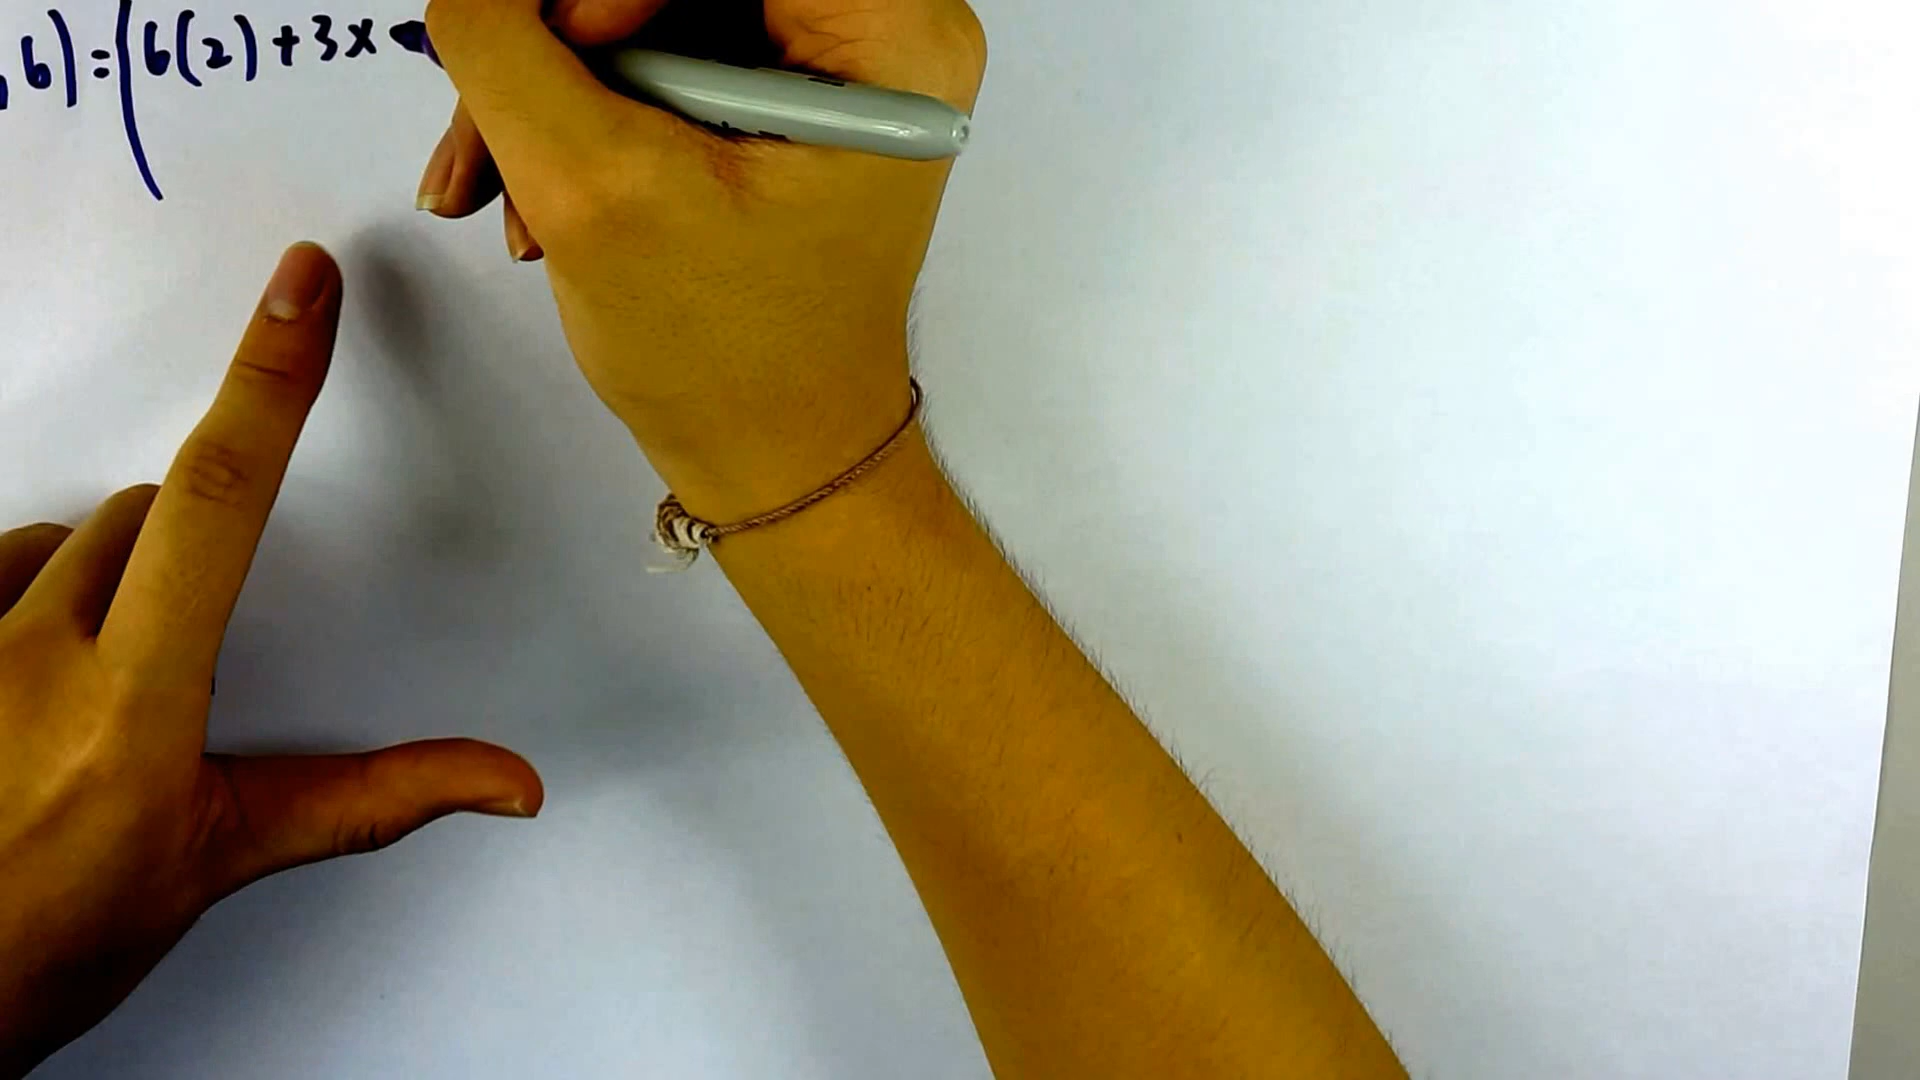 , 6) = (6(2) + 3x